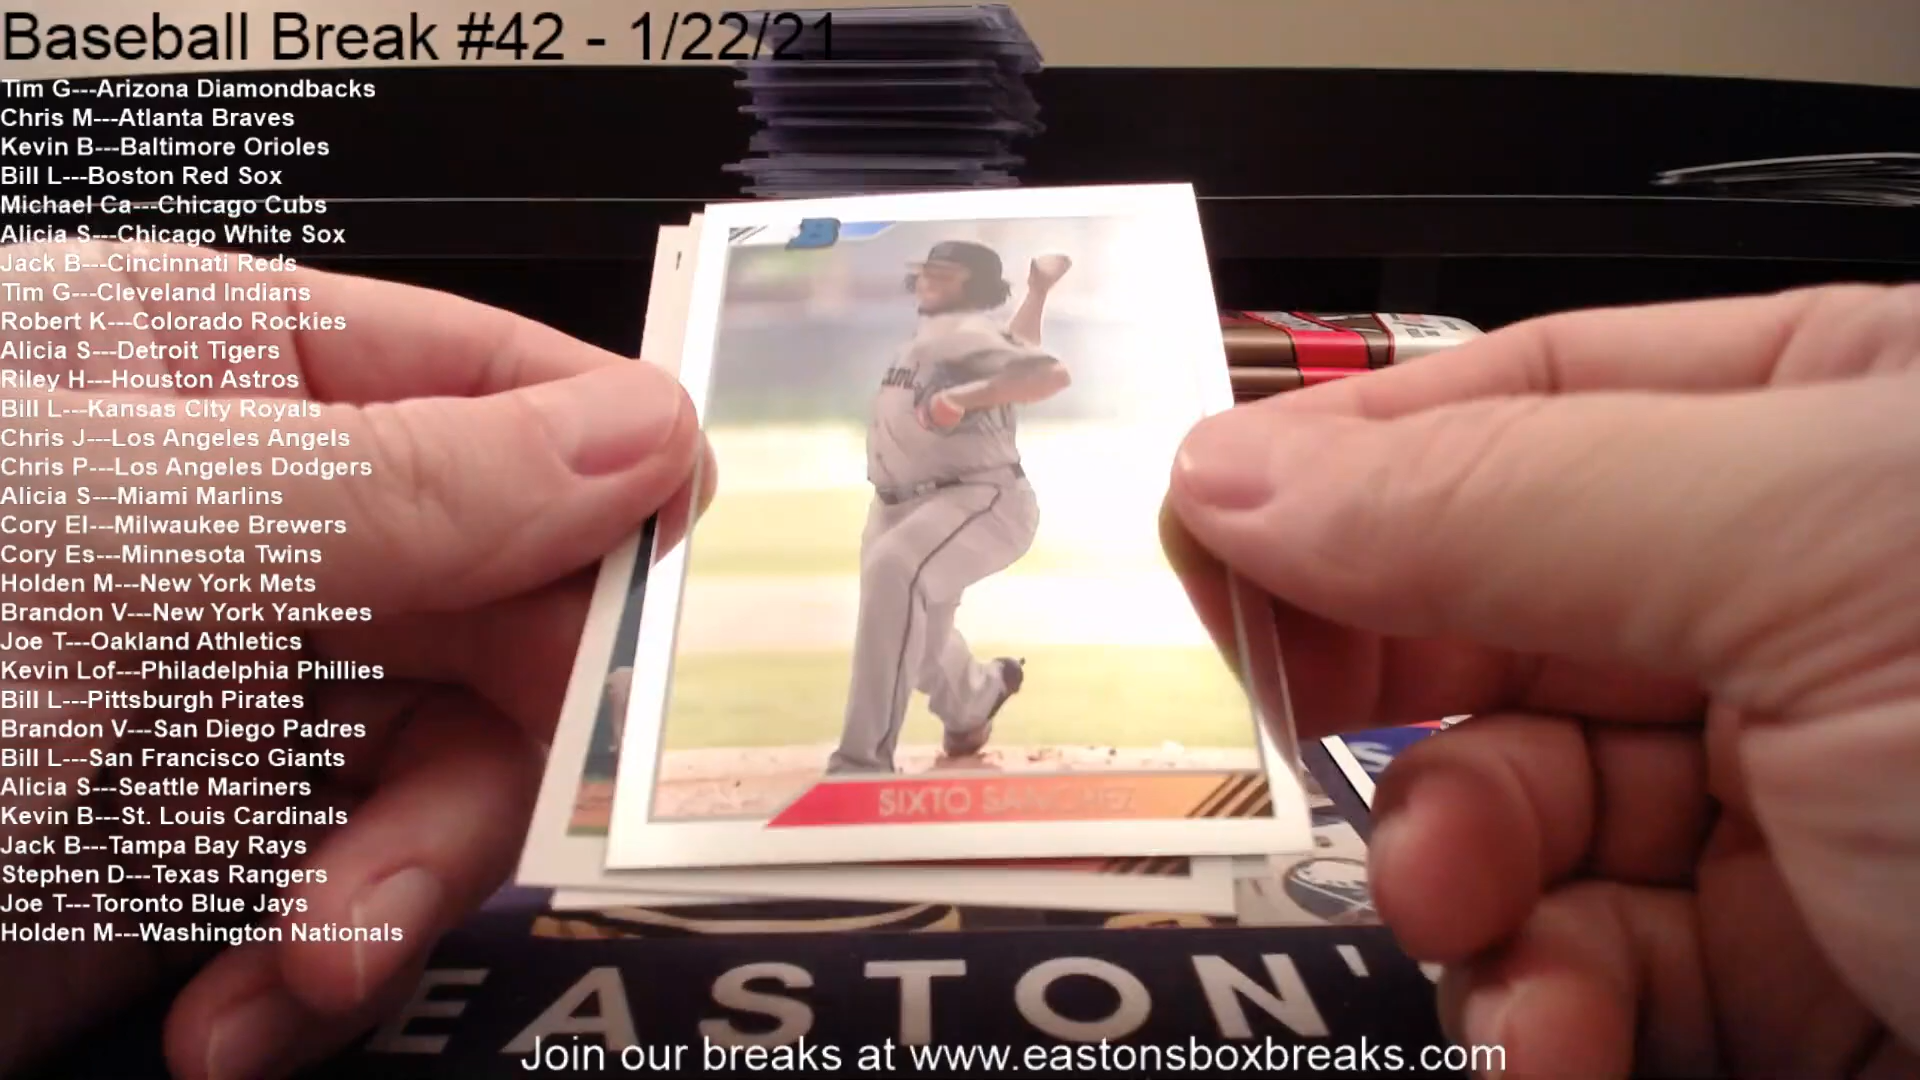 Baseball Break #42 - 1/22/21
Tim G---Arizona Diamondbacks
Chris M---Atlanta Braves
Kevin B---Baltimore Orioles
Bill L---Boston Red Sox
Michael Ca---Chicago Cubs
Alicia S---Chicago White Sox
Jack B---Cincinnati Reds
Tim G---Cleveland Indians
Robert K---Colorado Rockies
Alicia S---Detroit Tigers
Riley H---Houston Astros
Bill L---Kansas City Royals
Chris J---Los Angeles Angels
Chris P---Los Angeles Dodgers
Alicia S---Miami Marlins
Cory El---Milwaukee Brewers
Cory Es---Minnesota Twins
Holden M---New York Mets
Brandon V---New York Yankees
Joe T---Oakland Athletics
Kevin Lof---Philadelphia Phillies
Bill L---Pittsburgh Pirates
Brandon V---San Diego Padres
Bill L---San Francisco Giants
Alicia S---Seattle Mariners
Kevin B---St. Louis Cardinals
Jack B---Tampa Bay Rays
Stephen D---Texas Rangers
Joe T---Toronto Blue Jays
Holden M---Washington Nationals
B
SIXTO SANCHEZ
EASTON'
Join our breaks at www.eastonsboxbreaks.com